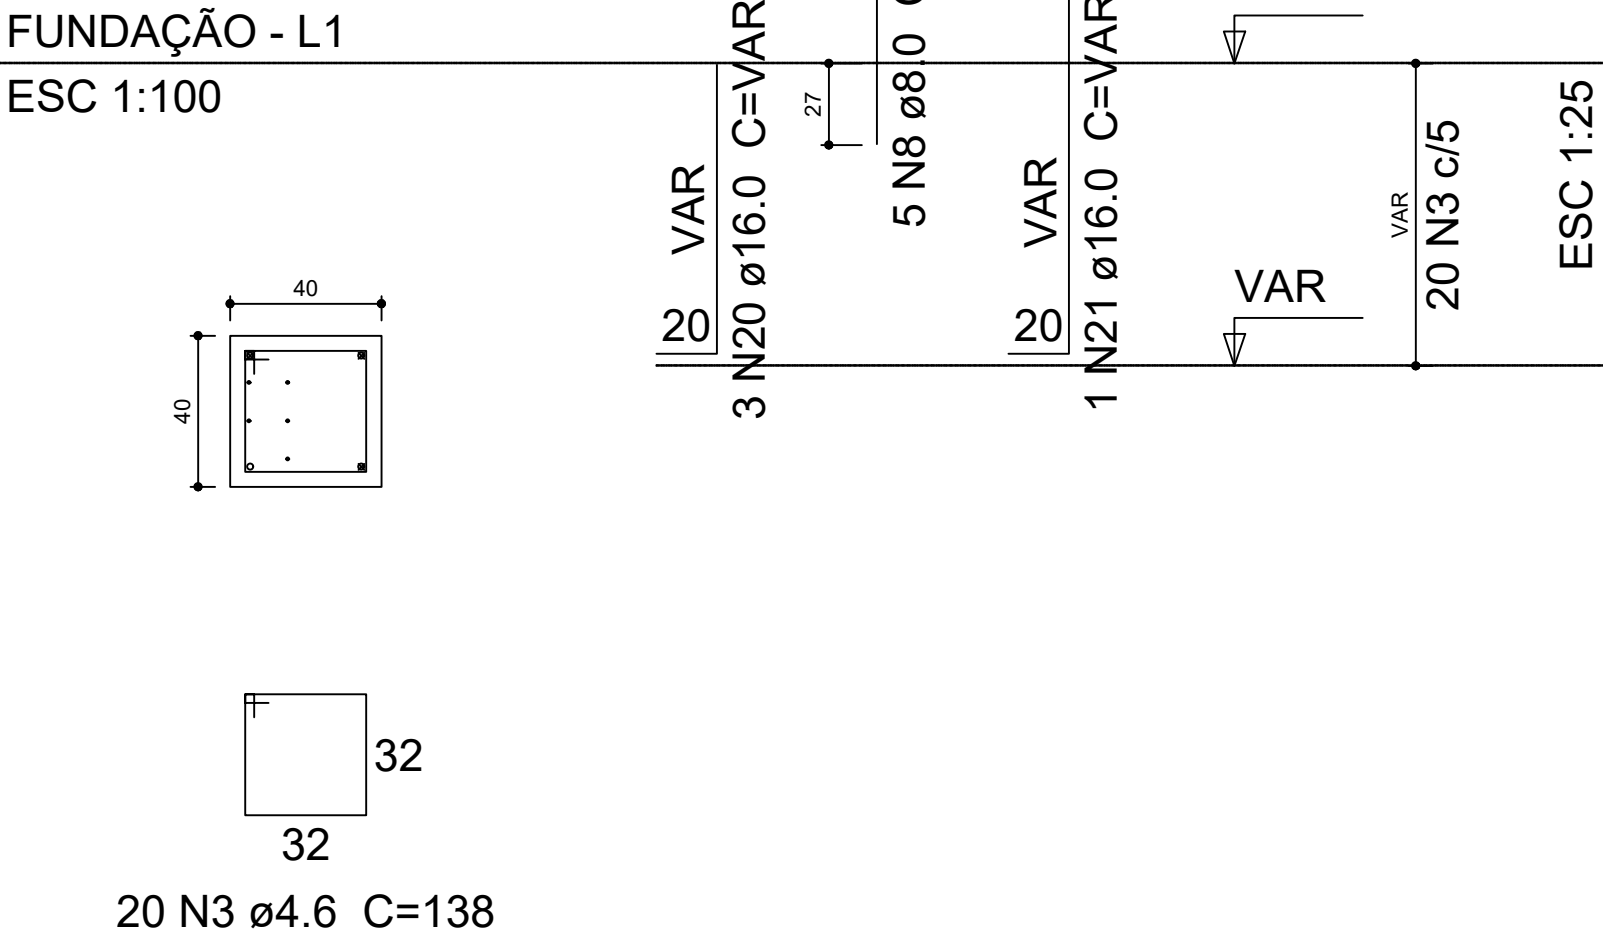 FUNDAÇÃO - L1
ESC 1:100
VAR
20
3 N20 ø16.0 C=VAR
27
5 N8 ø8.0
VAR
20
1 N21 ø16.0 C=VAR
VAR
VAR
20 N3 c/5
ESC 1:25
40
40
32
32
20 N3 ø4.6 C=138